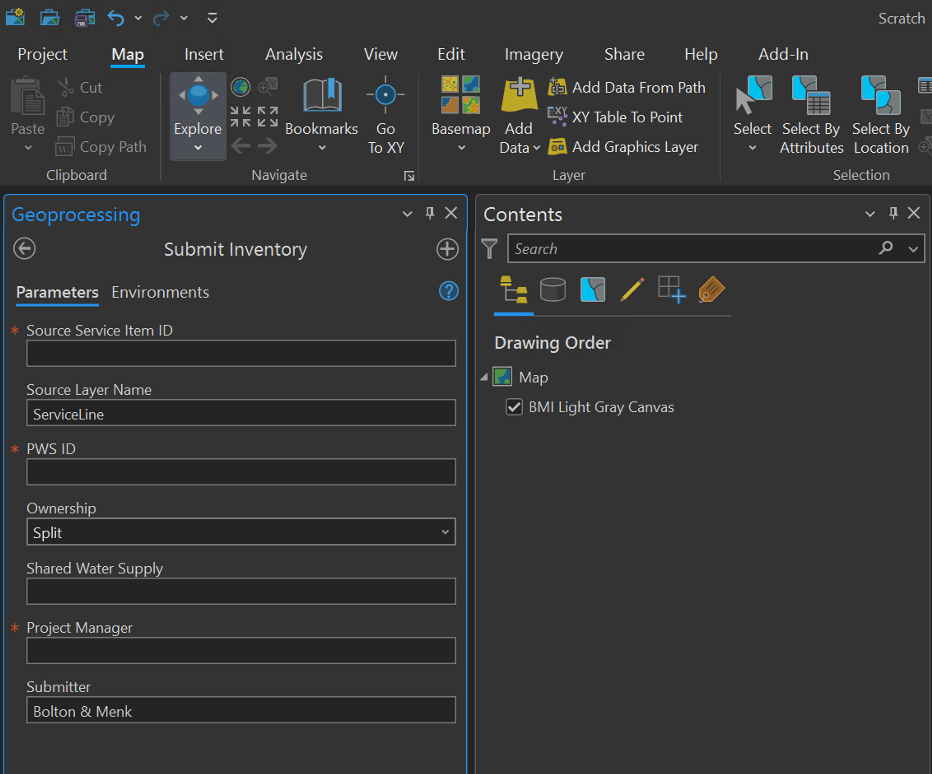 Scratch
Project Map Insert Analysis View Edit Imagery Share Help Add-In
Paste
Cut
Copy
Copy Path
Clipboard
Explore
Bookmarks
Go
To XY
Navigate
Basemap
Add
Data
Add Data From Path
XY Table To Point
Add Graphics Layer
Layer
Select
Select By
Attributes
Select By
Location
Selection
Geoprocessing
Submit Inventory
Parameters Environments
?
* Source Service Item ID
Source Layer Name
ServiceLine
* PWS ID
Ownership
Split
Shared Water Supply
* Project Manager
Submitter
Bolton & Menk
Contents
Search
Drawing Order
Map
BMI Light Gray Canvas